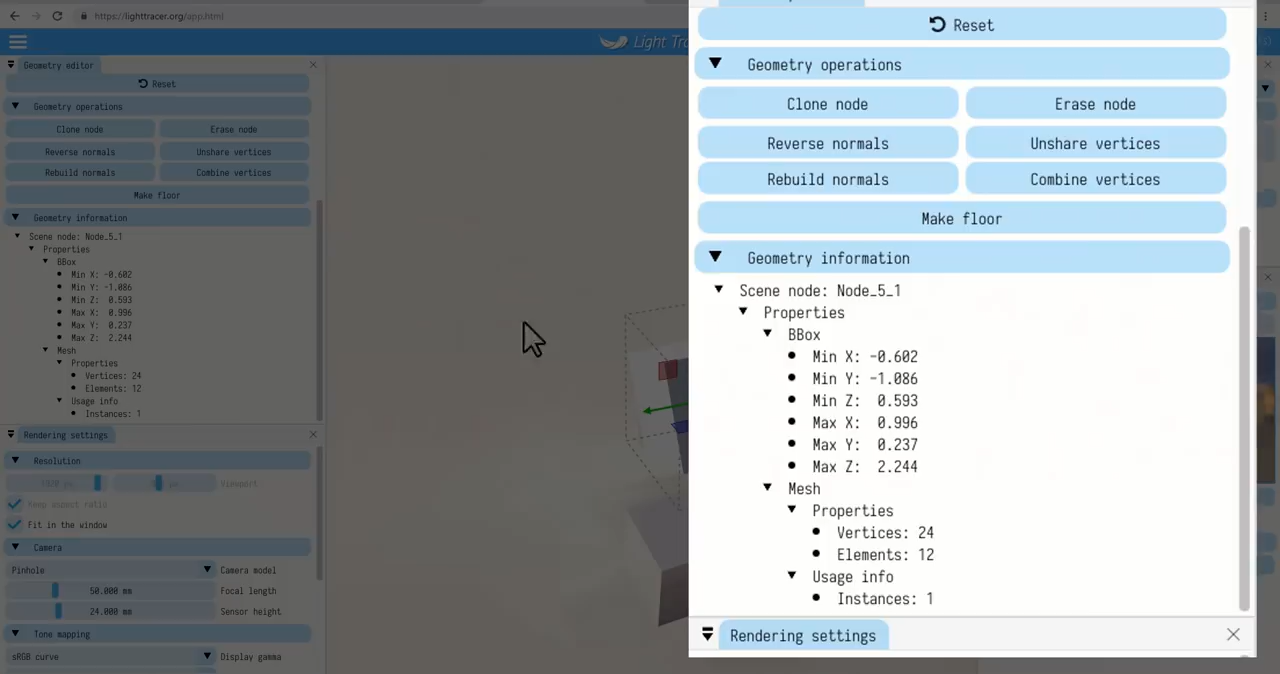 https://lighttracer.org/app.html
Light Tra
Geometry editor
Reset
Geometry operations
Clone node
Erase node
Reverse normals
Unshare vertices
Rebuild normals
Combine vertices
Make floor
Geometry information
Scene node: Node_5_1
Properties
BBox
Min X: -0.602
Min Y: -1.086
Min Z: 0.593
Max X: 0.996
Max Y: 0.237
Max Z: 2.244
Mesh
Properties
Vertices: 24
Elements: 12
Usage info
Instances: 1
Rendering settings
Resolution
Viewport
Keep aspect ratio
Fit in the window
Camera
Pinhole
Camera model
50.000 mm
Focal length
24.000 mm
Sensor height
Tone mapping
sRGB curve
Display gamma
Reset
Geometry operations
Clone node
Erase node
Reverse normals
Unshare vertices
Rebuild normals
Combine vertices
Make floor
Geometry information
Scene node: Node_5_1
Properties
BBox
Min X: -0.602
Min Y: -1.086
Min Z: 0.593
Max X: 0.996
Max Y: 0.237
Max Z: 2.244
Mesh
Properties
Vertices: 24
Elements: 12
Usage info
Instances: 1
Rendering settings